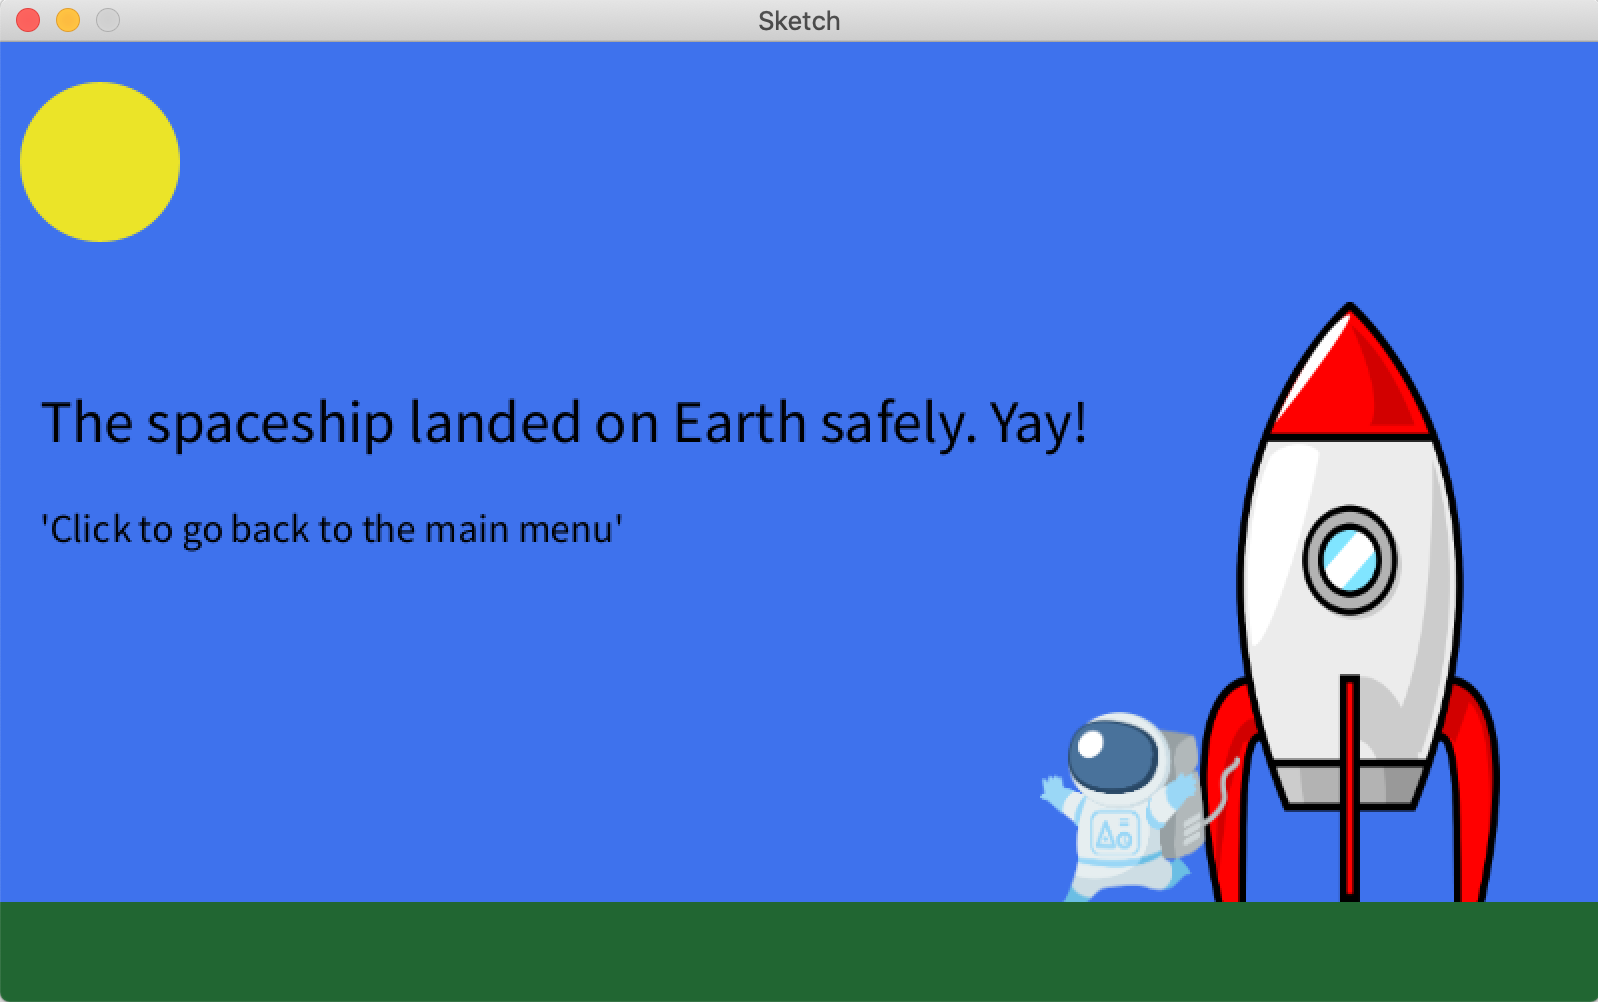 Sketch
The spaceship landed on Earth safely. Yay!
'Click to go back to the main menu'